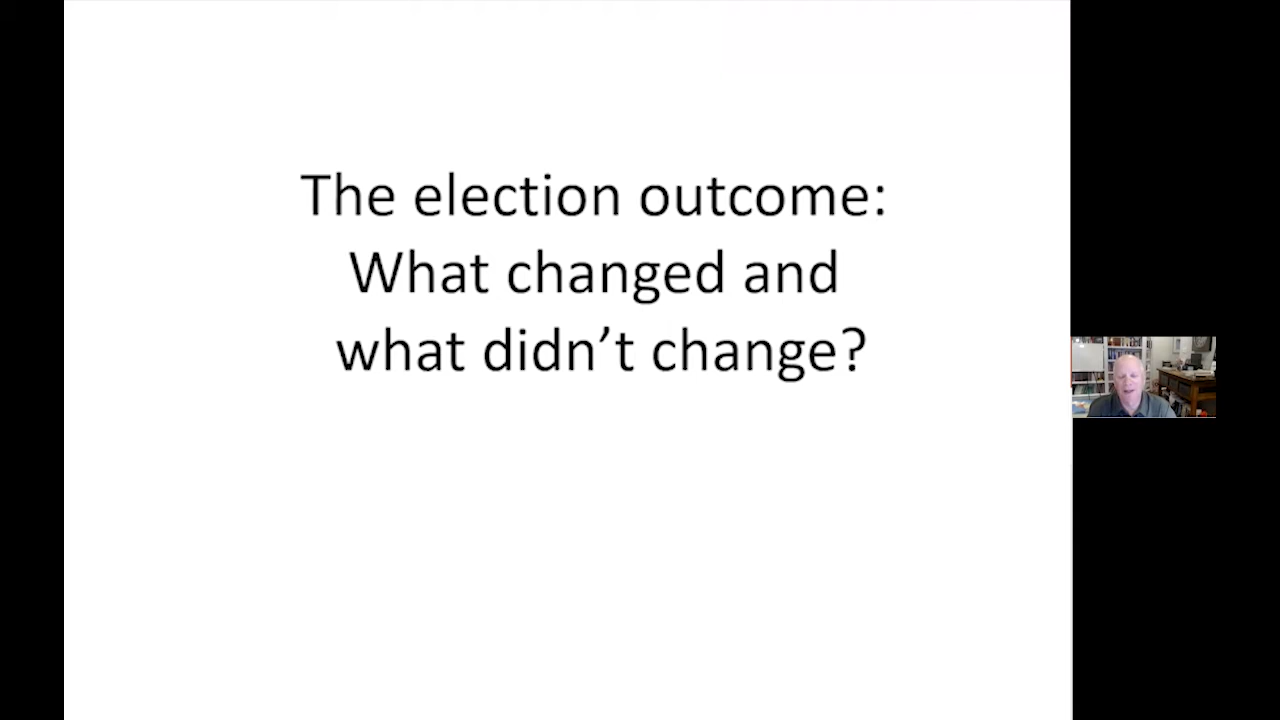 The election outcome:
What changed and
what didn’t change?